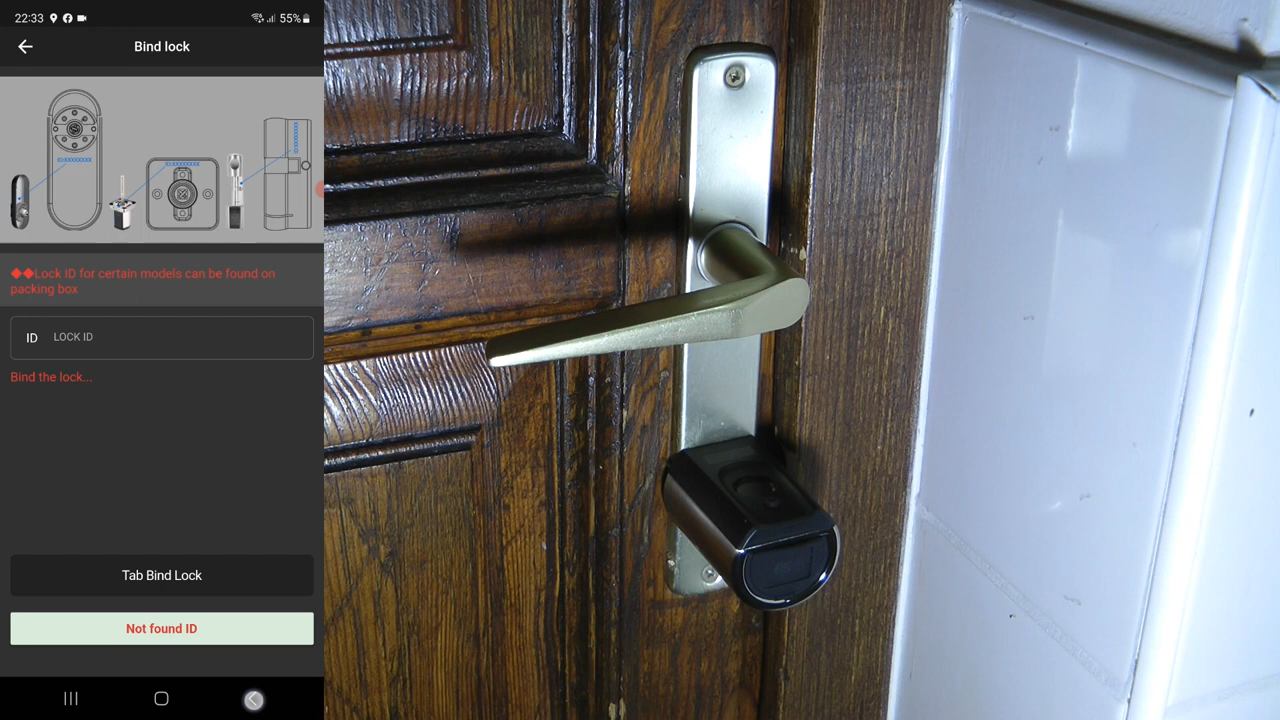 22:33
55%
Bind lock
◆◆Lock ID for certain models can be found on
packing box
ID LOCK ID
Bind the lock...
Tab Bind Lock
Not found ID